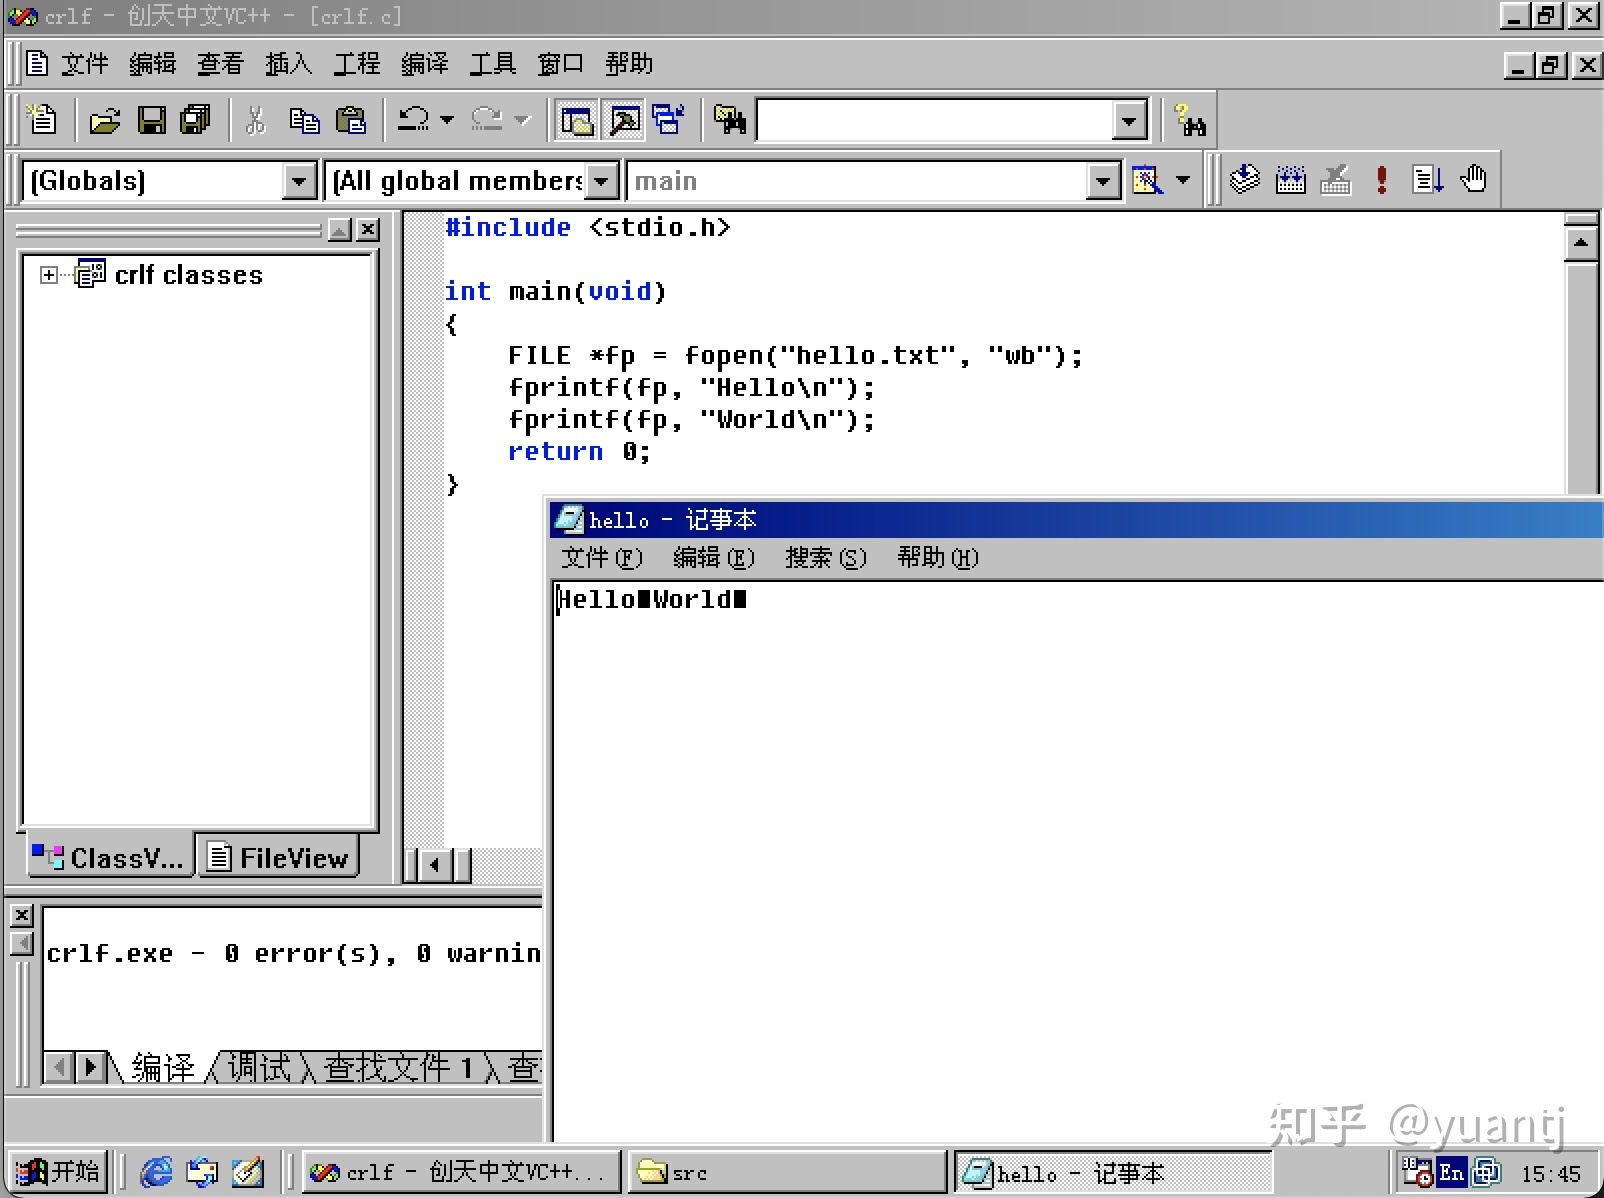 crlf - 创天中文VC++ - [crlf.c]
文件 编辑 查看 插入 工程 编译 工具 窗口 帮助
(Globals) (All global members main
crlf classes
ClassV... FileView
#include <stdio.h>
int main(void)
{
FILE *fp = fopen("hello.txt", "wb");
fprintf(fp, "Hello\n");
fprintf(fp, "World\n");
return 0;
}
hello - 记事本
文件(F) 编辑(E) 搜索(S) 帮助(H)
Hello■World■
crlf.exe - 0 error(s), 0 warnin
编译 调试 查找文件 1 查
知乎 @yuantj
开始 crlf - 创天中文VC++... src hello - 记事本 En 15:45